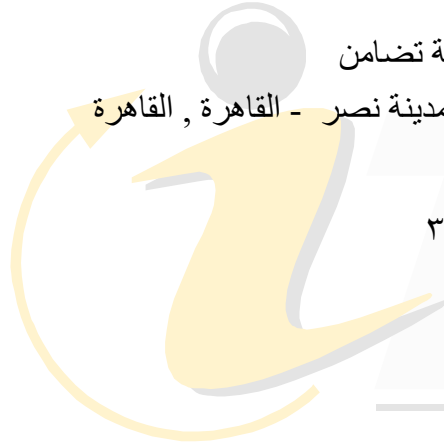 ة تضامن
مدينة نصر - القاهرة , القاهرة
٣